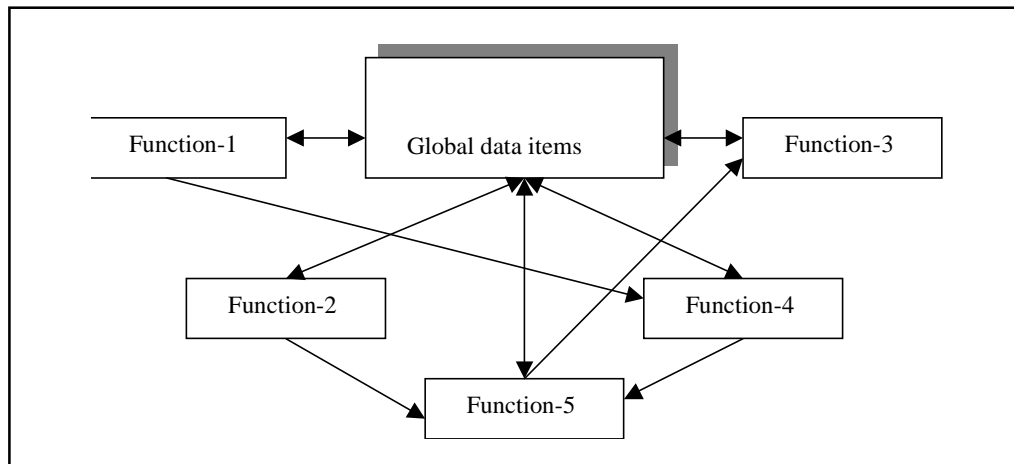 Function-1
Global data items
Function-3
Function-2
Function-4
Function-5